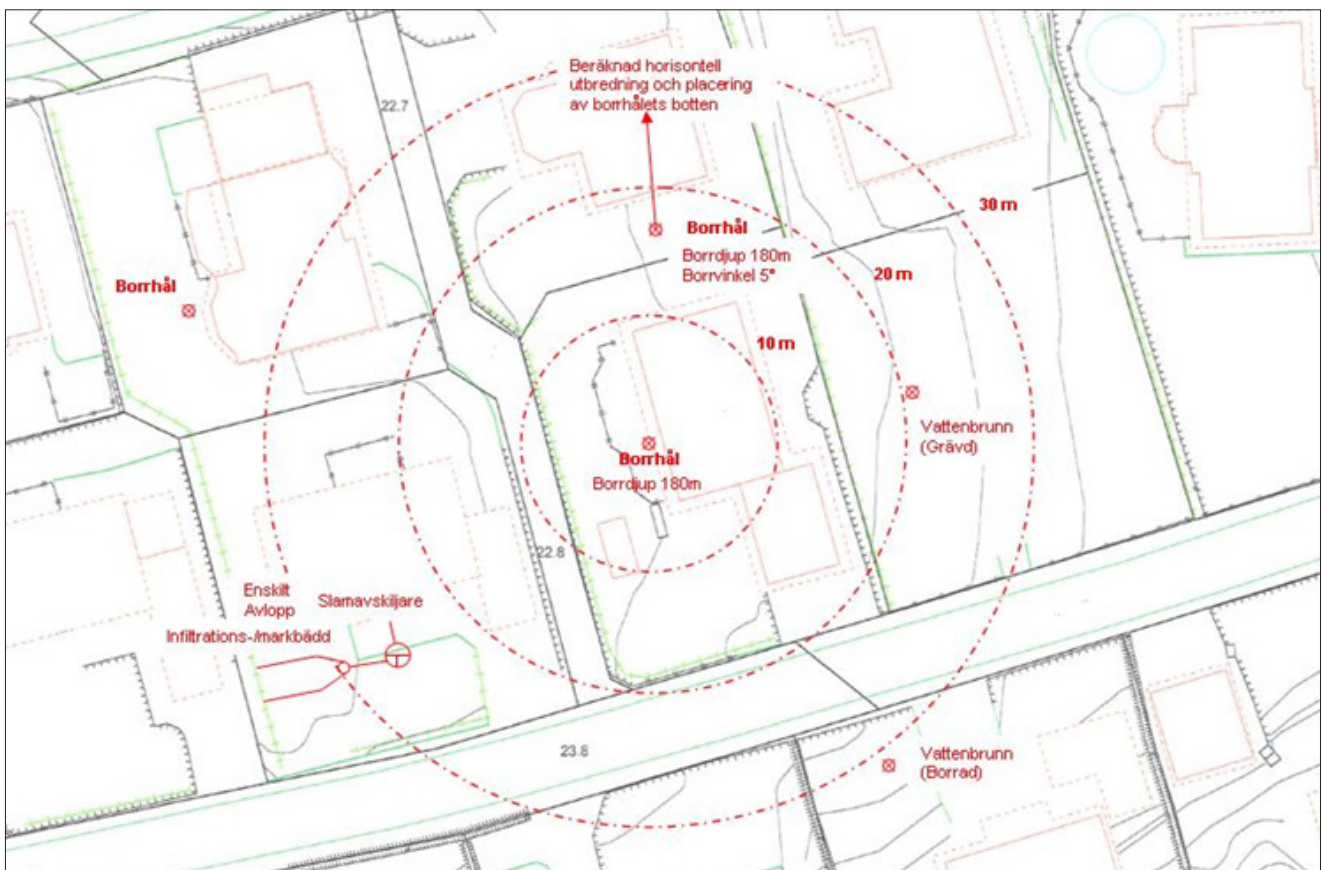 Beräknad horisontell
utbredning och placering
av borrhålets botten
22.7
30 m
Borrhål
Borrdjup 180m
Borrvinkel 5°
20 m
Borrhål
10 m
Vattenbrunn
(Grävd)
Borrhål
Borrdjup 180m
22.8
Enskilt
Avlopp
Slamavskiljare
Infiltrations-/markbädd
23.8
Vattenbrunn
(Borrad)